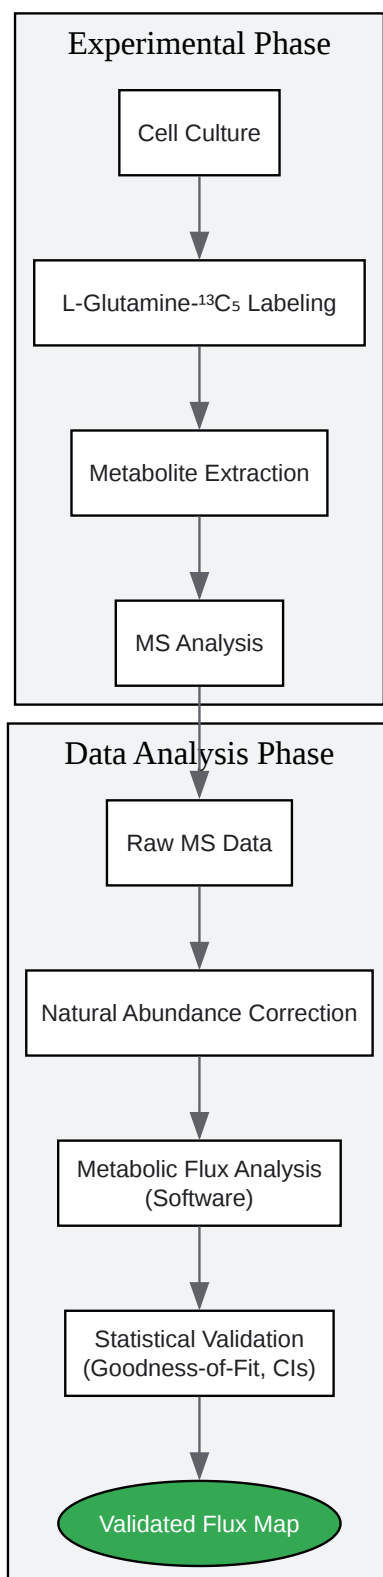 Experimental Phase
Cell Culture
L-Glutamine-¹³C₅ Labeling
Metabolite Extraction
MS Analysis
Data Analysis Phase
Raw MS Data
Natural Abundance Correction
Metabolic Flux Analysis
(Software)
Statistical Validation
(Goodness-of-Fit, CIs)
Validated Flux Map